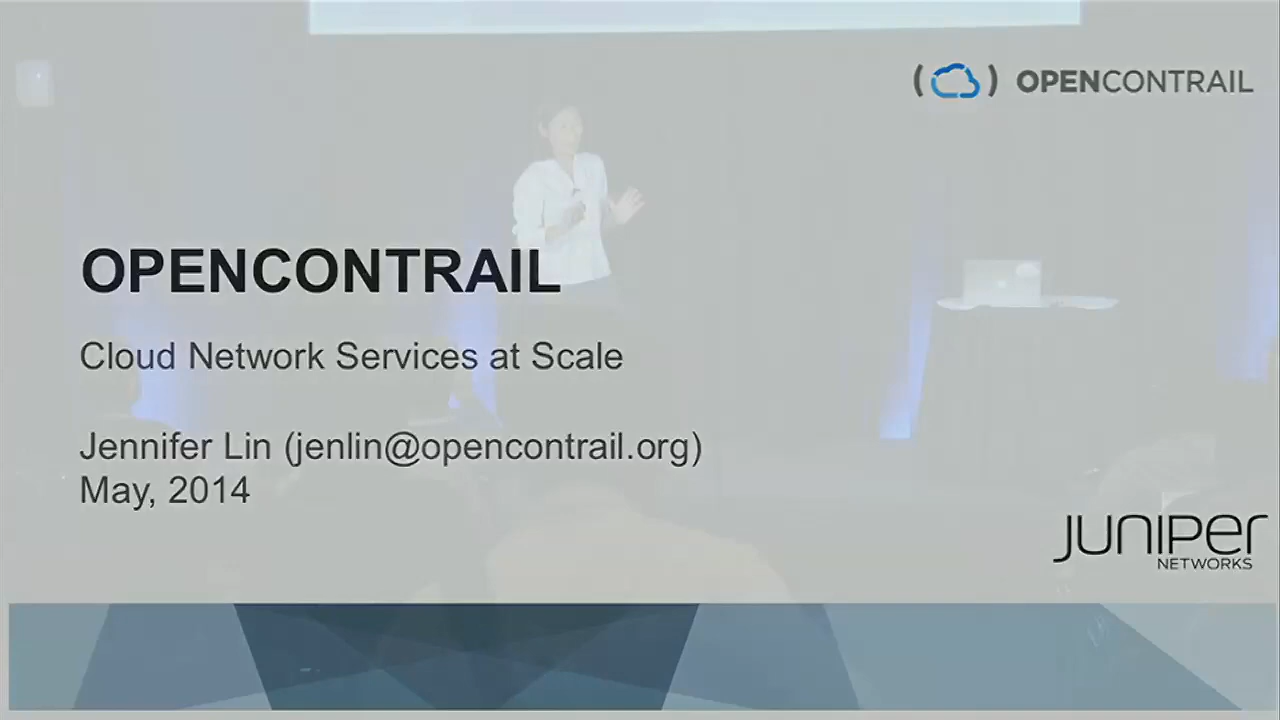 ( ) OPENCONTRAIL
OPENCONTRAIL
Cloud Network Services at Scale
Jennifer Lin (jenlin@opencontrail.org)
May, 2014
JUNIPEr
NETWORKS